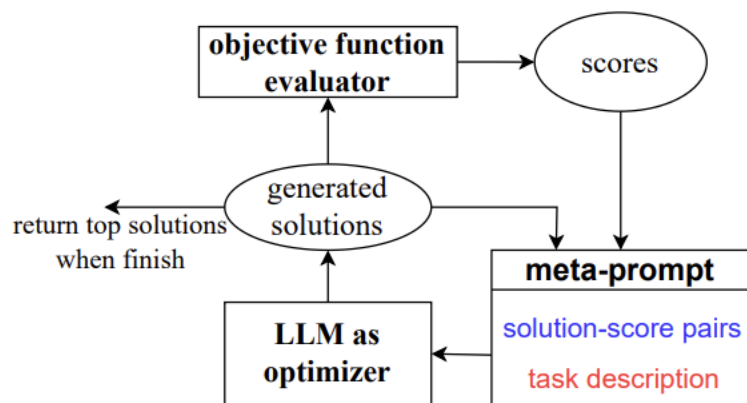 objective function
evaluator
scores
generated
solutions
return top solutions
when finish
meta-prompt
solution-score pairs
task description
LLM as
optimizer